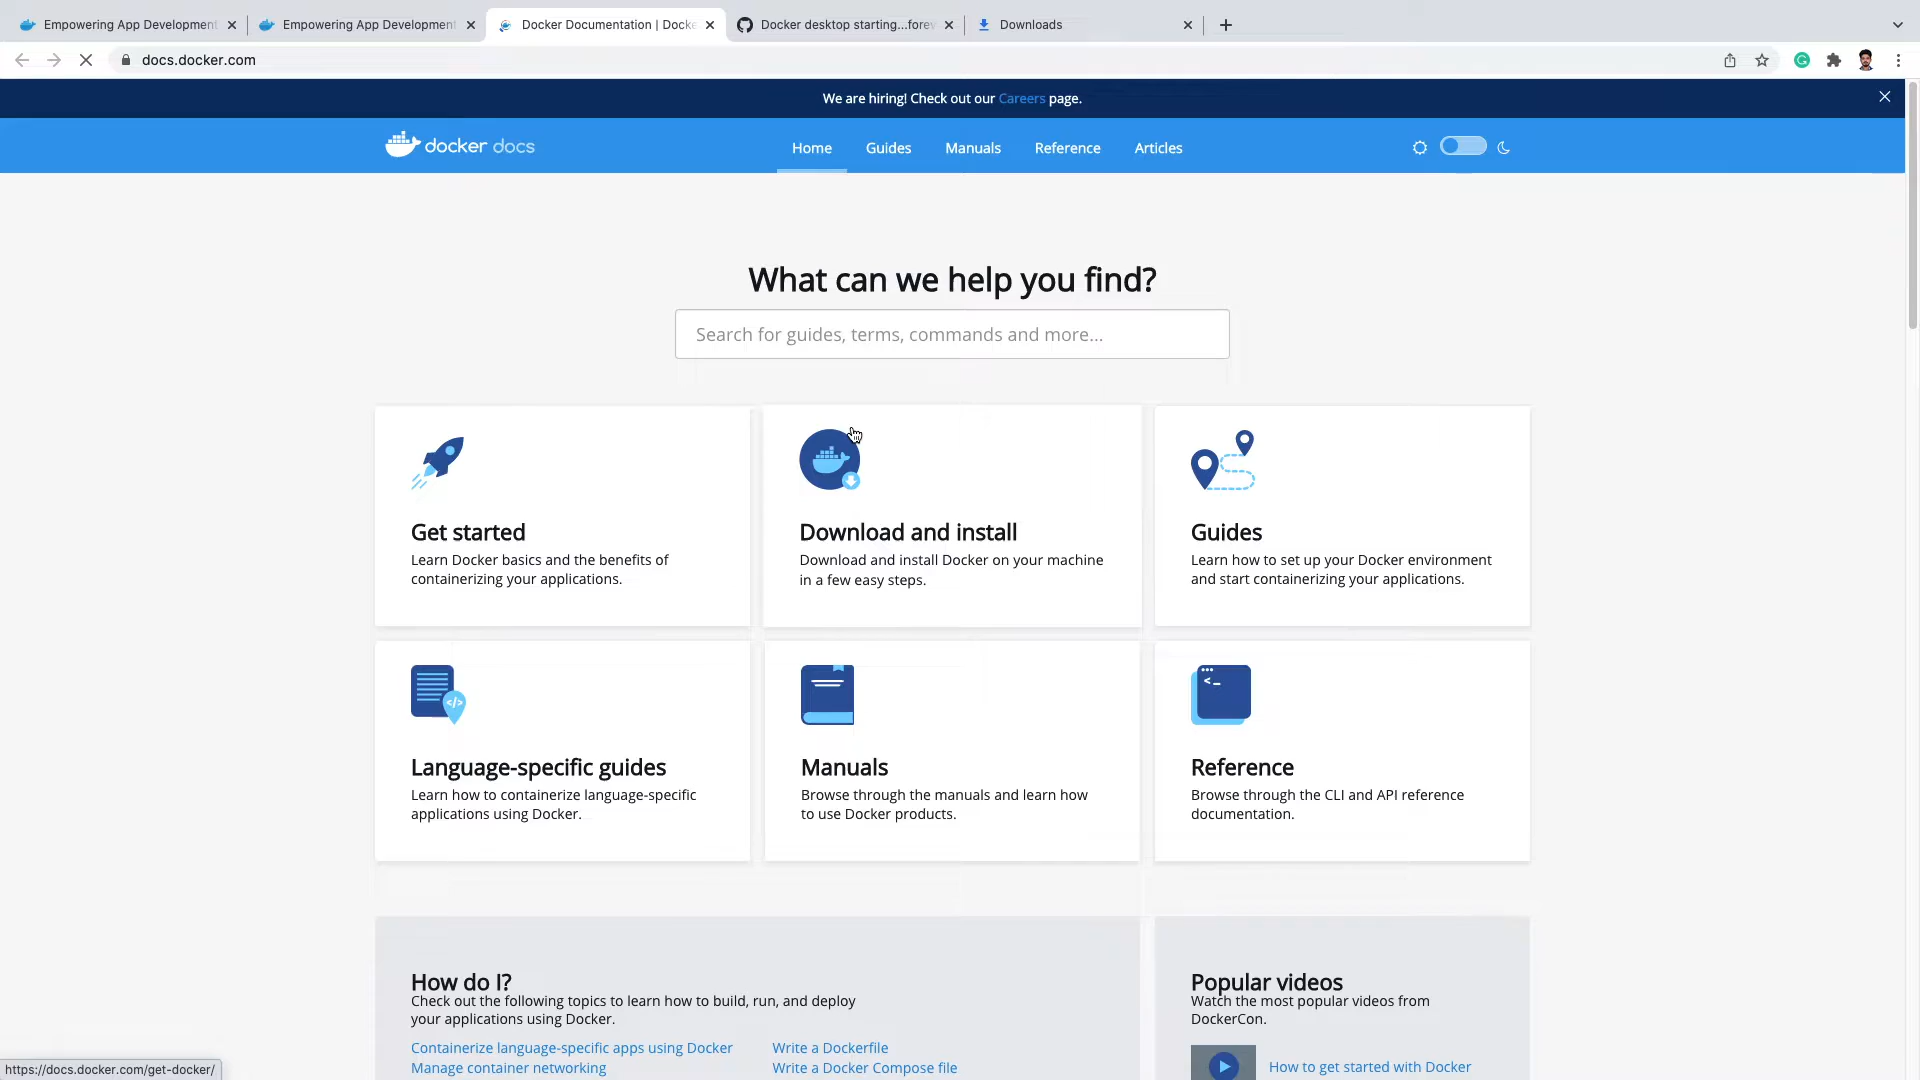 Empowering App Development
Empowering App Development
Docker Documentation | Docke
Docker desktop starting...forev
Downloads
docs.docker.com
We are hiring! Check out our Careers page.
docker docs
Home
Guides
Manuals
Reference
Articles
What can we help you find?
Search for guides, terms, commands and more...
Get started
Learn Docker basics and the benefits of
containerizing your applications.
Download and install
Download and install Docker on your machine
in a few easy steps.
Guides
Learn how to set up your Docker environment
and start containerizing your applications.
Language-specific guides
Learn how to containerize language-specific
applications using Docker.
Manuals
Browse through the manuals and learn how
to use Docker products.
Reference
Browse through the CLI and API reference
documentation.
How do I?
Check out the following topics to learn how to build, run, and deploy
your applications using Docker.
Containerize language-specific apps using Docker
Manage container networking
Write a Dockerfile
Write a Docker Compose file
Popular videos
Watch the most popular videos from
DockerCon.
How to get started with Docker
https://docs.docker.com/get-docker/